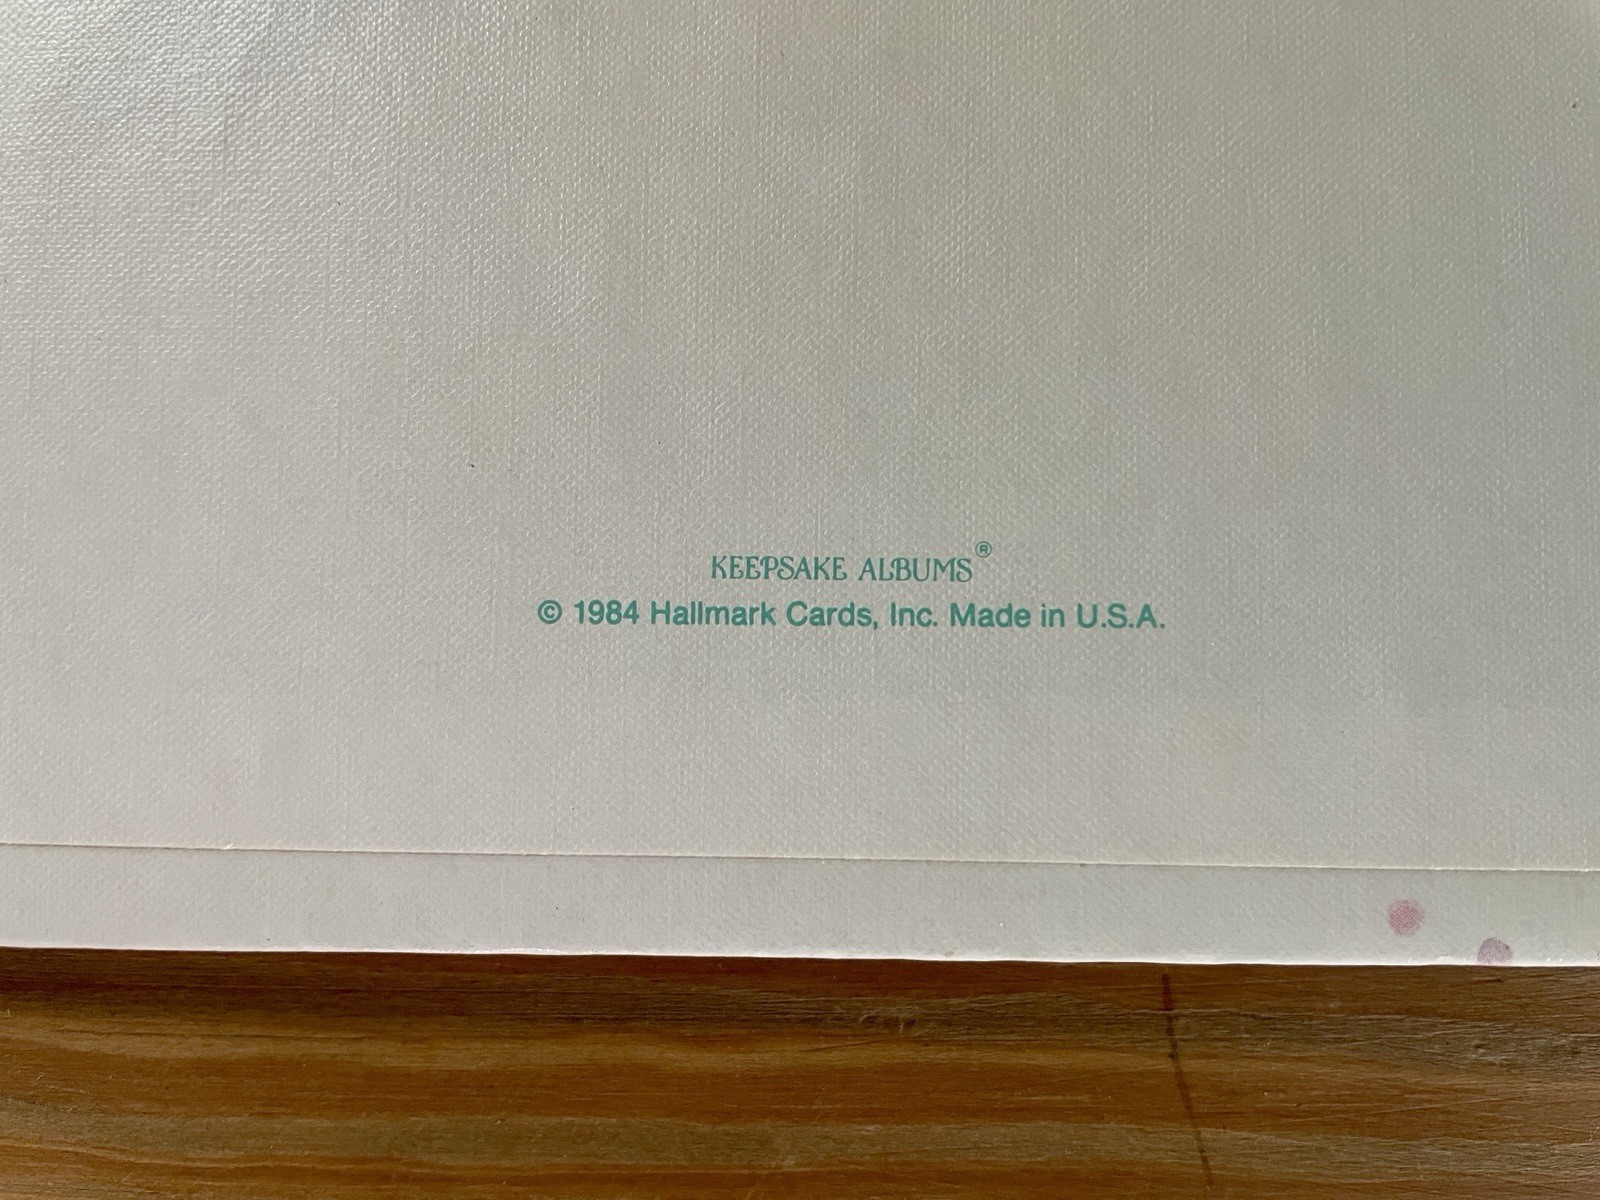 KEEPSAKE ALBUMS®
© 1984 Hallmark Cards, Inc. Made in U.S.A.